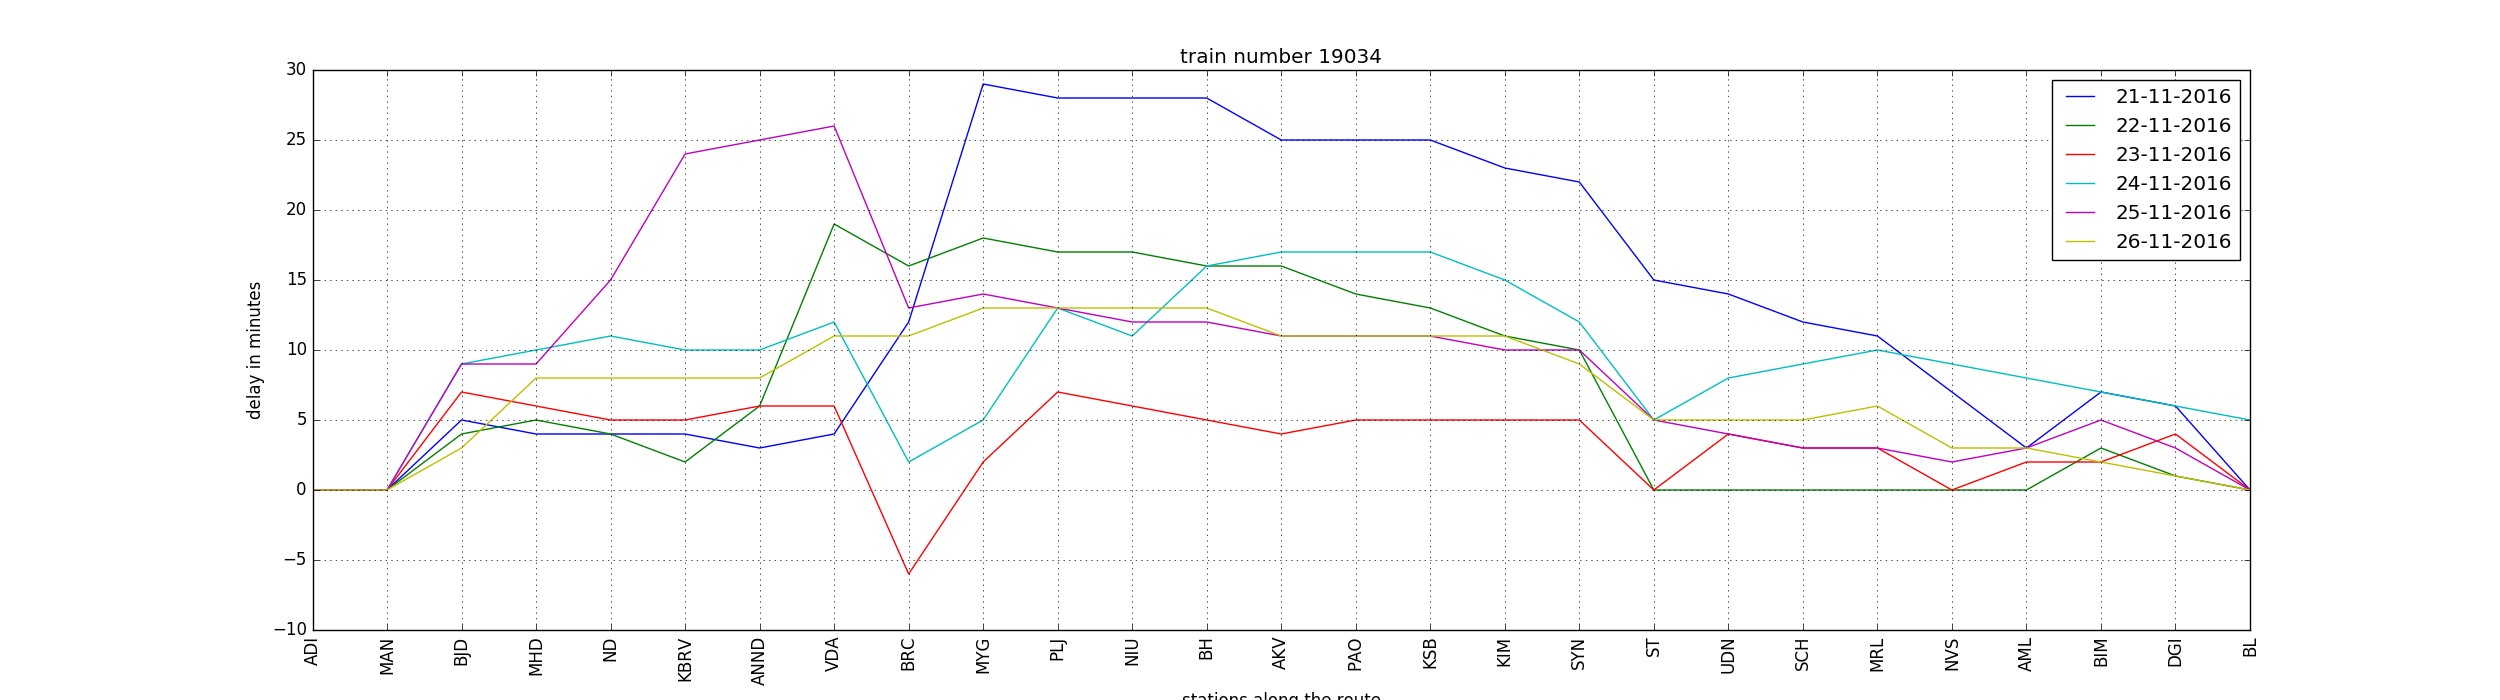 train number 19034
30
25
20
15
10
5
0
−5
−10
delay in minutes
21-11-2016
22-11-2016
23-11-2016
24-11-2016
25-11-2016
26-11-2016
ADI
MAN
BJD
MHD
ND
KBRV
ANND
VDA
BRC
MYG
PLJ
NIU
BH
AKV
PAO
KSB
KIM
SYN
ST
UDN
SCH
MRL
NVS
AML
BIM
DGI
BL
stations along the route